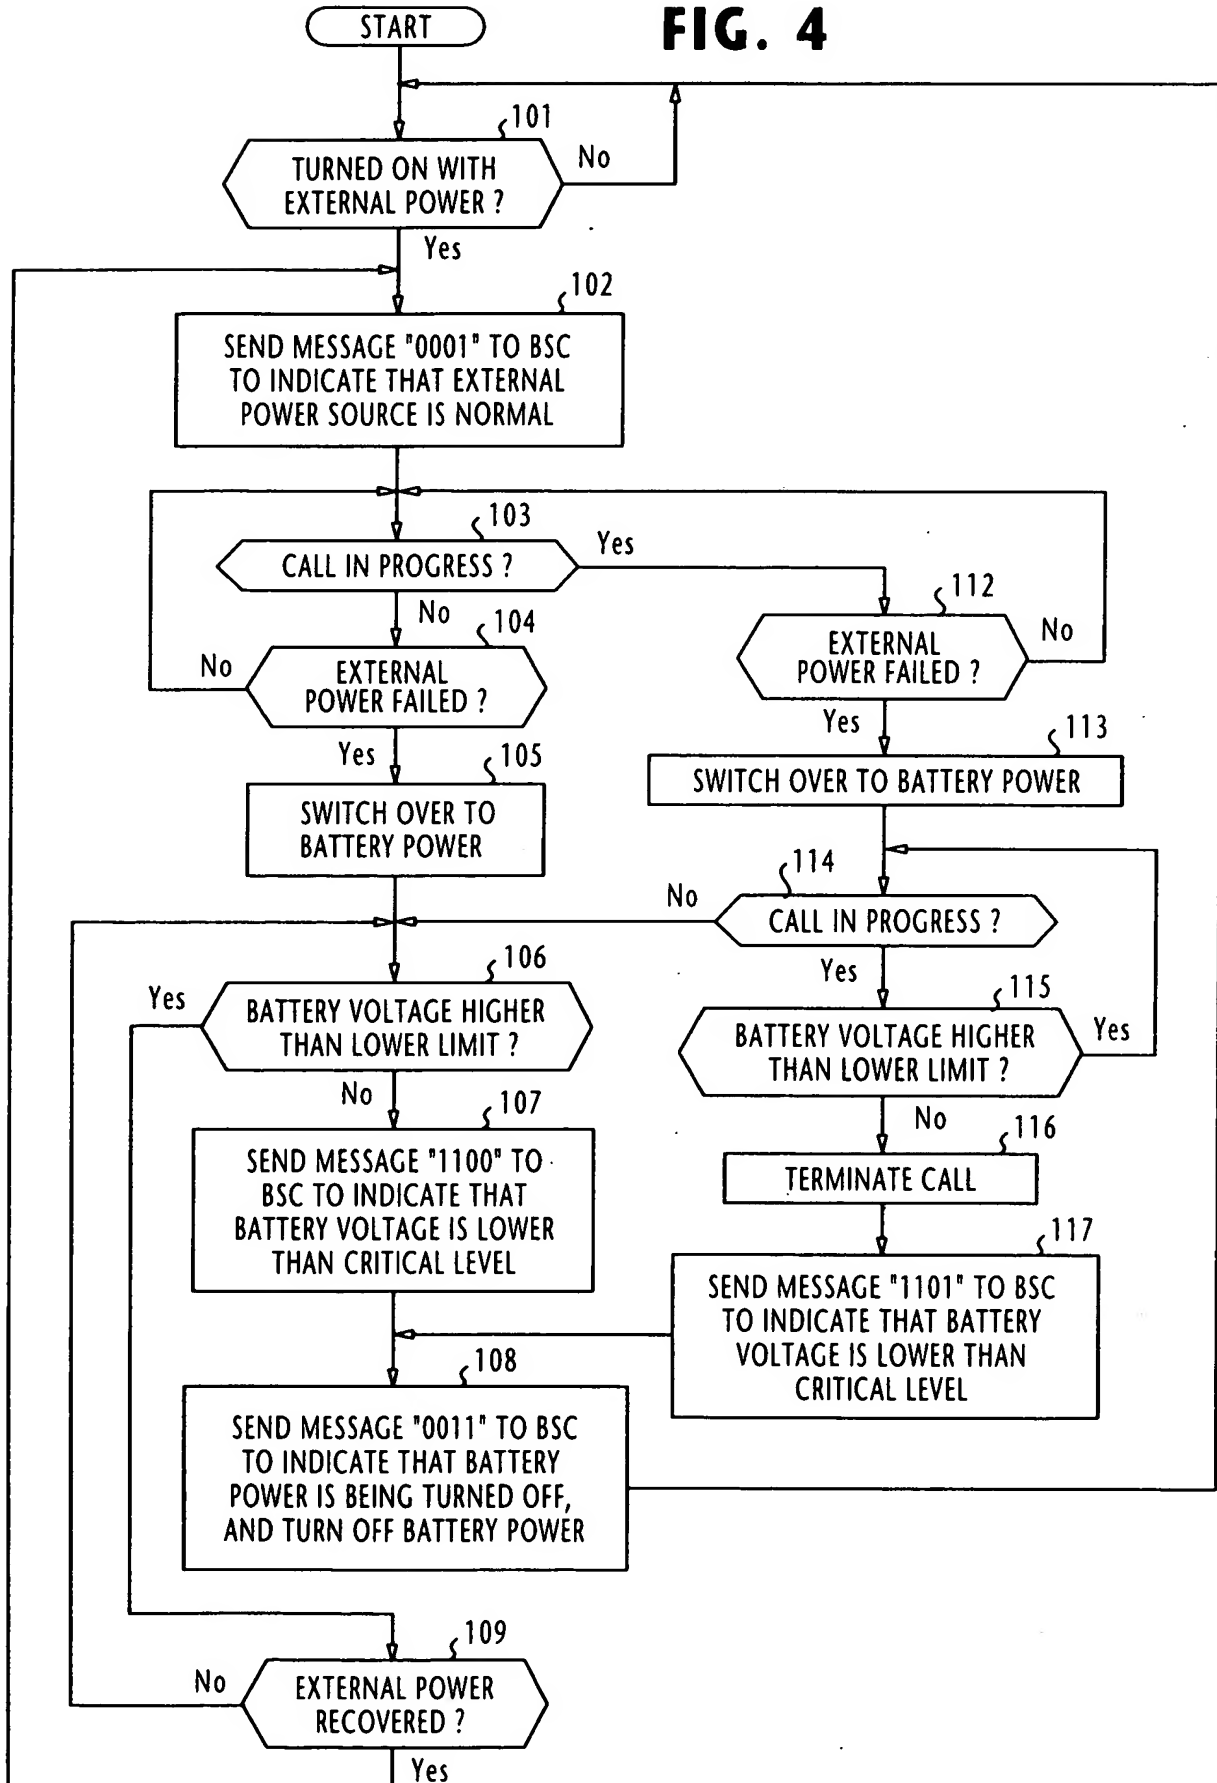 FIG. 4
START
101
TURNED ON WITH
EXTERNAL POWER ?
No
Yes
102
SEND MESSAGE "0001" TO BSC
TO INDICATE THAT EXTERNAL
POWER SOURCE IS NORMAL
103
CALL IN PROGRESS ?
Yes
No
104
EXTERNAL
POWER FAILED ?
No
Yes
105
SWITCH OVER TO
BATTERY POWER
112
EXTERNAL
POWER FAILED ?
No
Yes
113
SWITCH OVER TO BATTERY POWER
114
CALL IN PROGRESS ?
No
Yes
106
BATTERY VOLTAGE HIGHER
THAN LOWER LIMIT ?
Yes
No
115
BATTERY VOLTAGE HIGHER
THAN LOWER LIMIT ?
Yes
No
107
SEND MESSAGE "1100" TO
BSC TO INDICATE THAT
BATTERY VOLTAGE IS LOWER
THAN CRITICAL LEVEL
116
TERMINATE CALL
117
SEND MESSAGE "1101" TO BSC
TO INDICATE THAT BATTERY
VOLTAGE IS LOWER THAN
CRITICAL LEVEL
108
SEND MESSAGE "0011" TO BSC
TO INDICATE THAT BATTERY
POWER IS BEING TURNED OFF,
AND TURN OFF BATTERY POWER
109
EXTERNAL POWER
RECOVERED ?
No
Yes